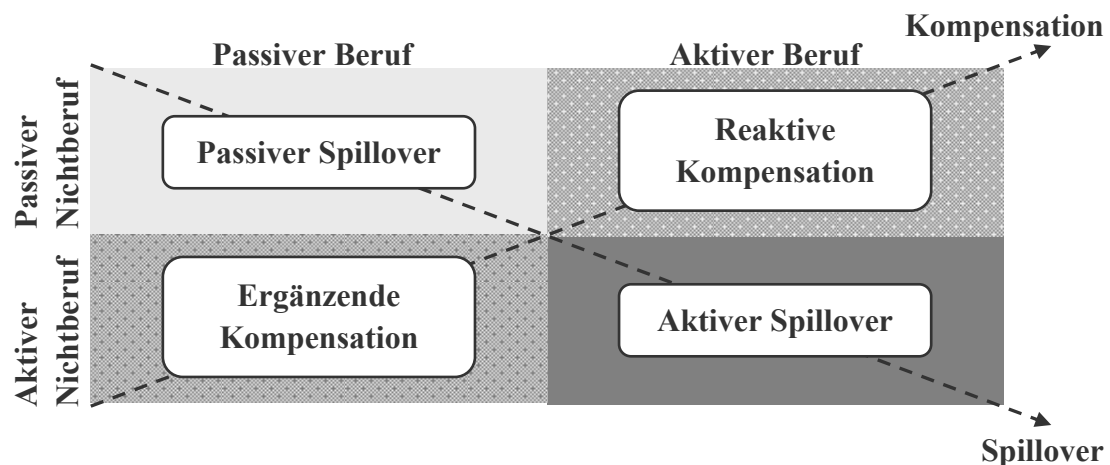 Kompensation
Passiver Beruf
Aktiver Beruf
Passiver
Nichtberuf
Passiver Spillover
Reaktive
Kompensation
Aktiver
Nichtberuf
Ergänzende
Kompensation
Aktiver Spillover
Spillover